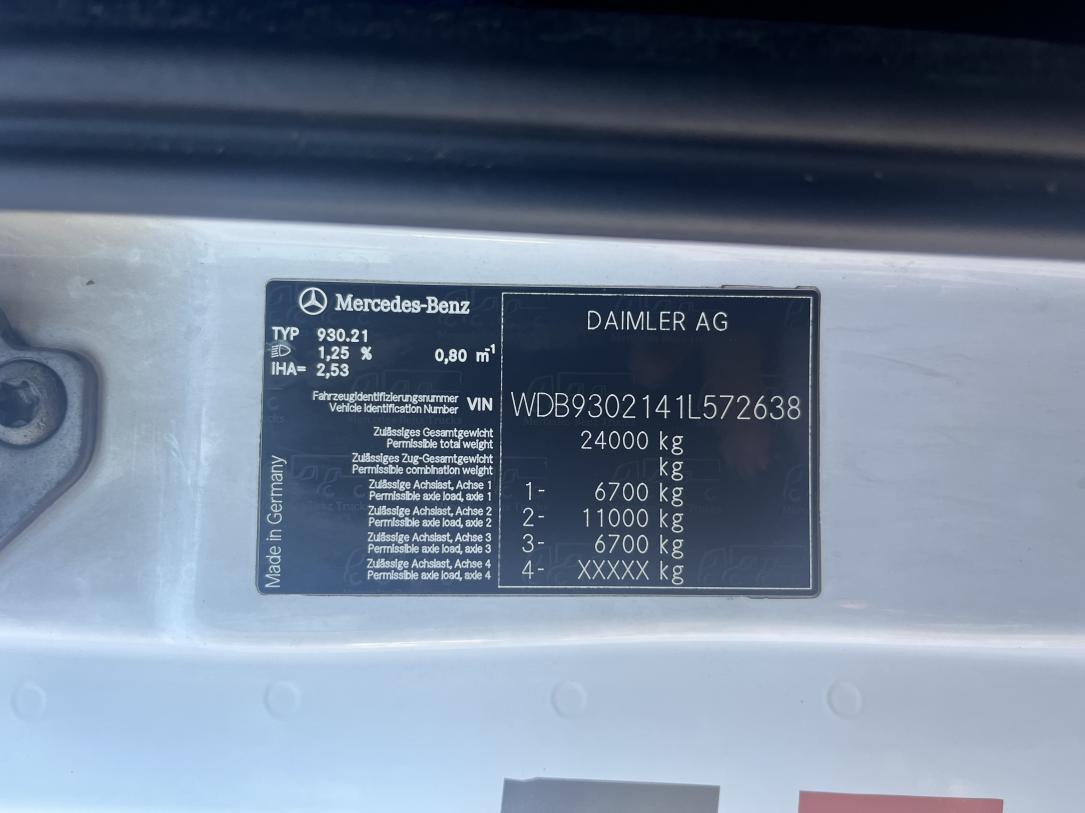 Mercedes-Benz
TYP 930.21
1,25 % 0,80 m⁻¹
IHA= 2,53
DAIMLER AG
Fahrzeugidentifizierungsnummer
Vehicle Identification Number VIN WDB9302141L572638
Zulässiges Gesamtgewicht
Permissible total weight 24000 kg
Zulässiges Zug-Gesamtgewicht
Permissible combination weight kg
Zulässige Achslast, Achse 1
Permissible axle load, axle 1 1- 6700 kg
Zulässige Achslast, Achse 2
Permissible axle load, axle 2 2- 11000 kg
Zulässige Achslast, Achse 3
Permissible axle load, axle 3 3- 6700 kg
Zulässige Achslast, Achse 4
Permissible axle load, axle 4 4- XXXXX kg
Made in Germany